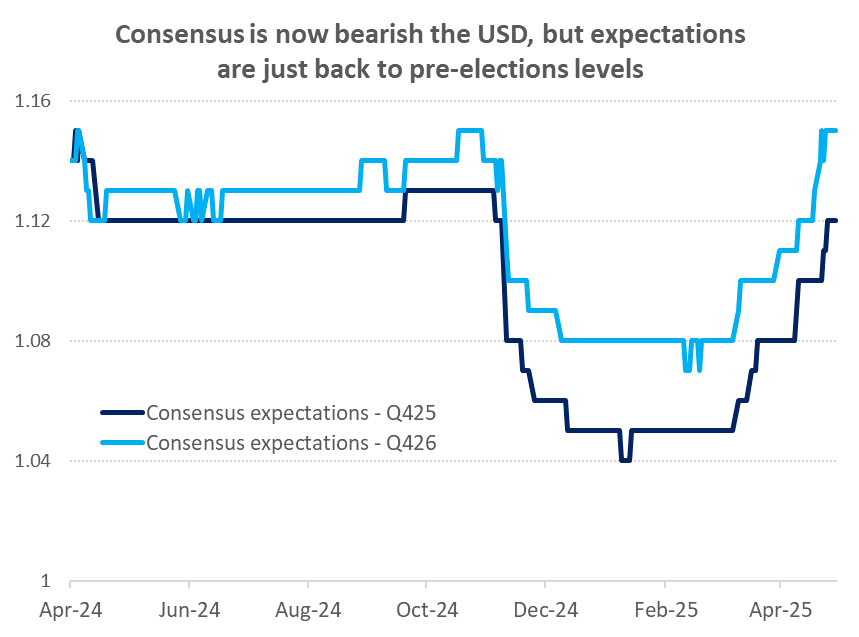 Consensus is now bearish the USD, but expectations
are just back to pre-elections levels
1.16
1.12
1.08
1.04
1
Consensus expectations - Q425
Consensus expectations - Q426
Apr-24
Jun-24
Aug-24
Oct-24
Dec-24
Feb-25
Apr-25